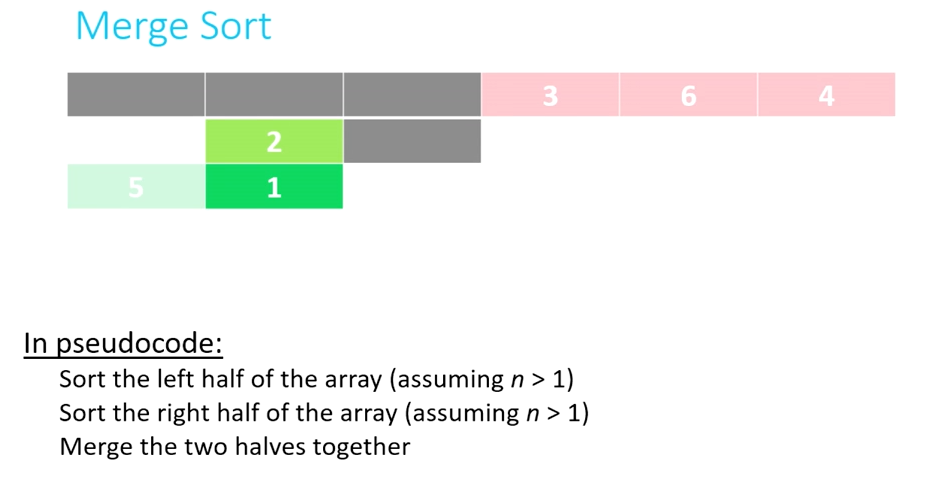 Merge Sort
3 6 4
2
5 1
In pseudocode:
Sort the left half of the array (assuming n > 1)
Sort the right half of the array (assuming n > 1)
Merge the two halves together